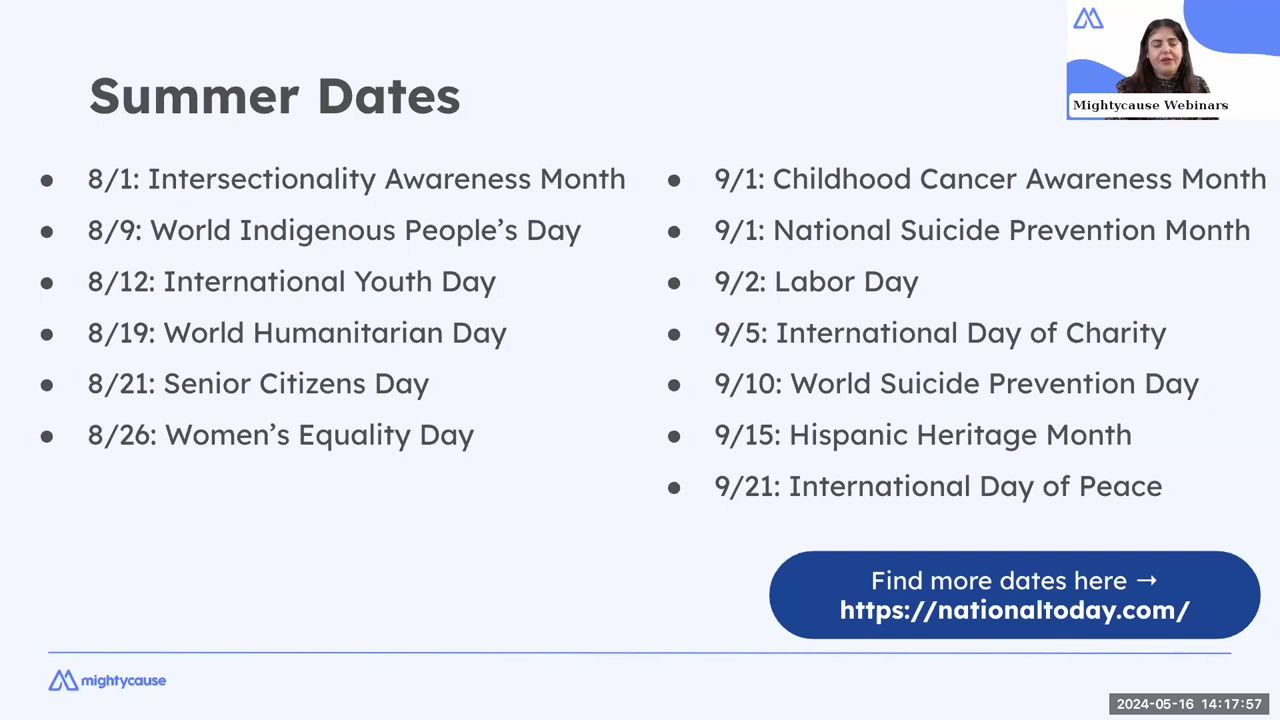 Summer Dates
Mightycause Webinars
8/1: Intersectionality Awareness Month
8/9: World Indigenous People’s Day
8/12: International Youth Day
8/19: World Humanitarian Day
8/21: Senior Citizens Day
8/26: Women’s Equality Day
9/1: Childhood Cancer Awareness Month
9/1: National Suicide Prevention Month
9/2: Labor Day
9/5: International Day of Charity
9/10: World Suicide Prevention Day
9/15: Hispanic Heritage Month
9/21: International Day of Peace
Find more dates here →
https://nationaltoday.com/
mightycause
2024-05-16 14:17:57